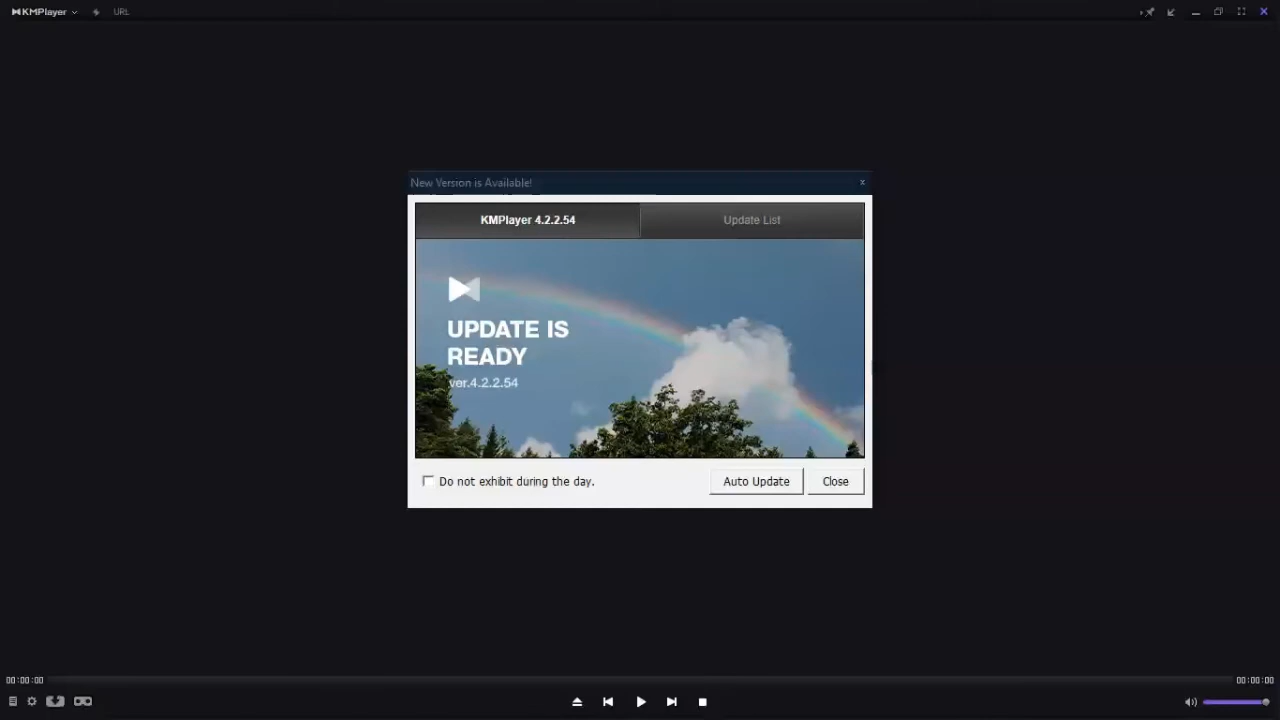 KMPlayer
URL
New Version is Available!
KMPlayer 4.2.2.54
Update List
UPDATE IS
READY
ver.4.2.2.54
Do not exhibit during the day.
Auto Update
Close
00:00:00
00:00:00